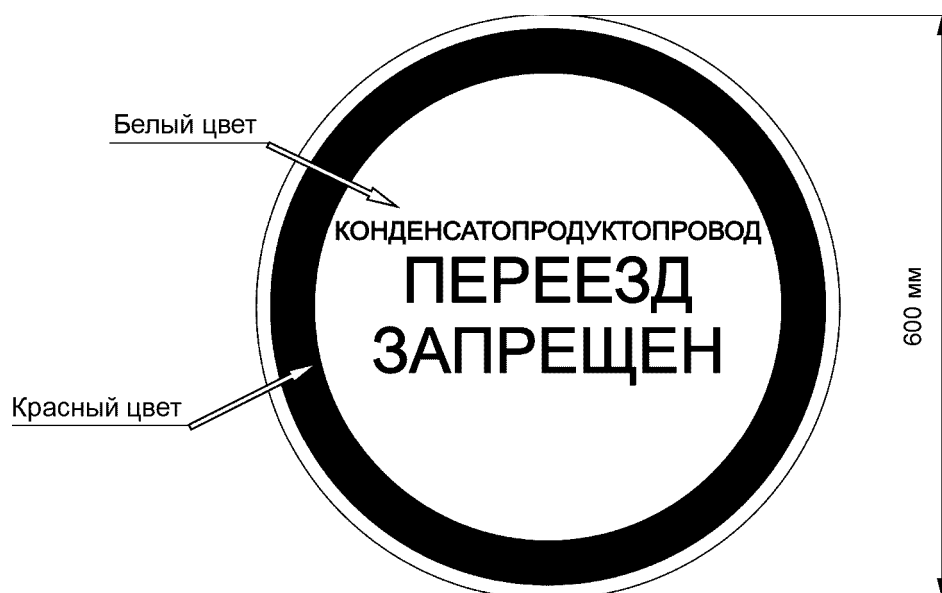 Белый цвет
КОНДЕНСАТОПРОДУКТОПРОВОД
ПЕРЕЕЗД
ЗАПРЕЩЕН
600 мм
Красный цвет